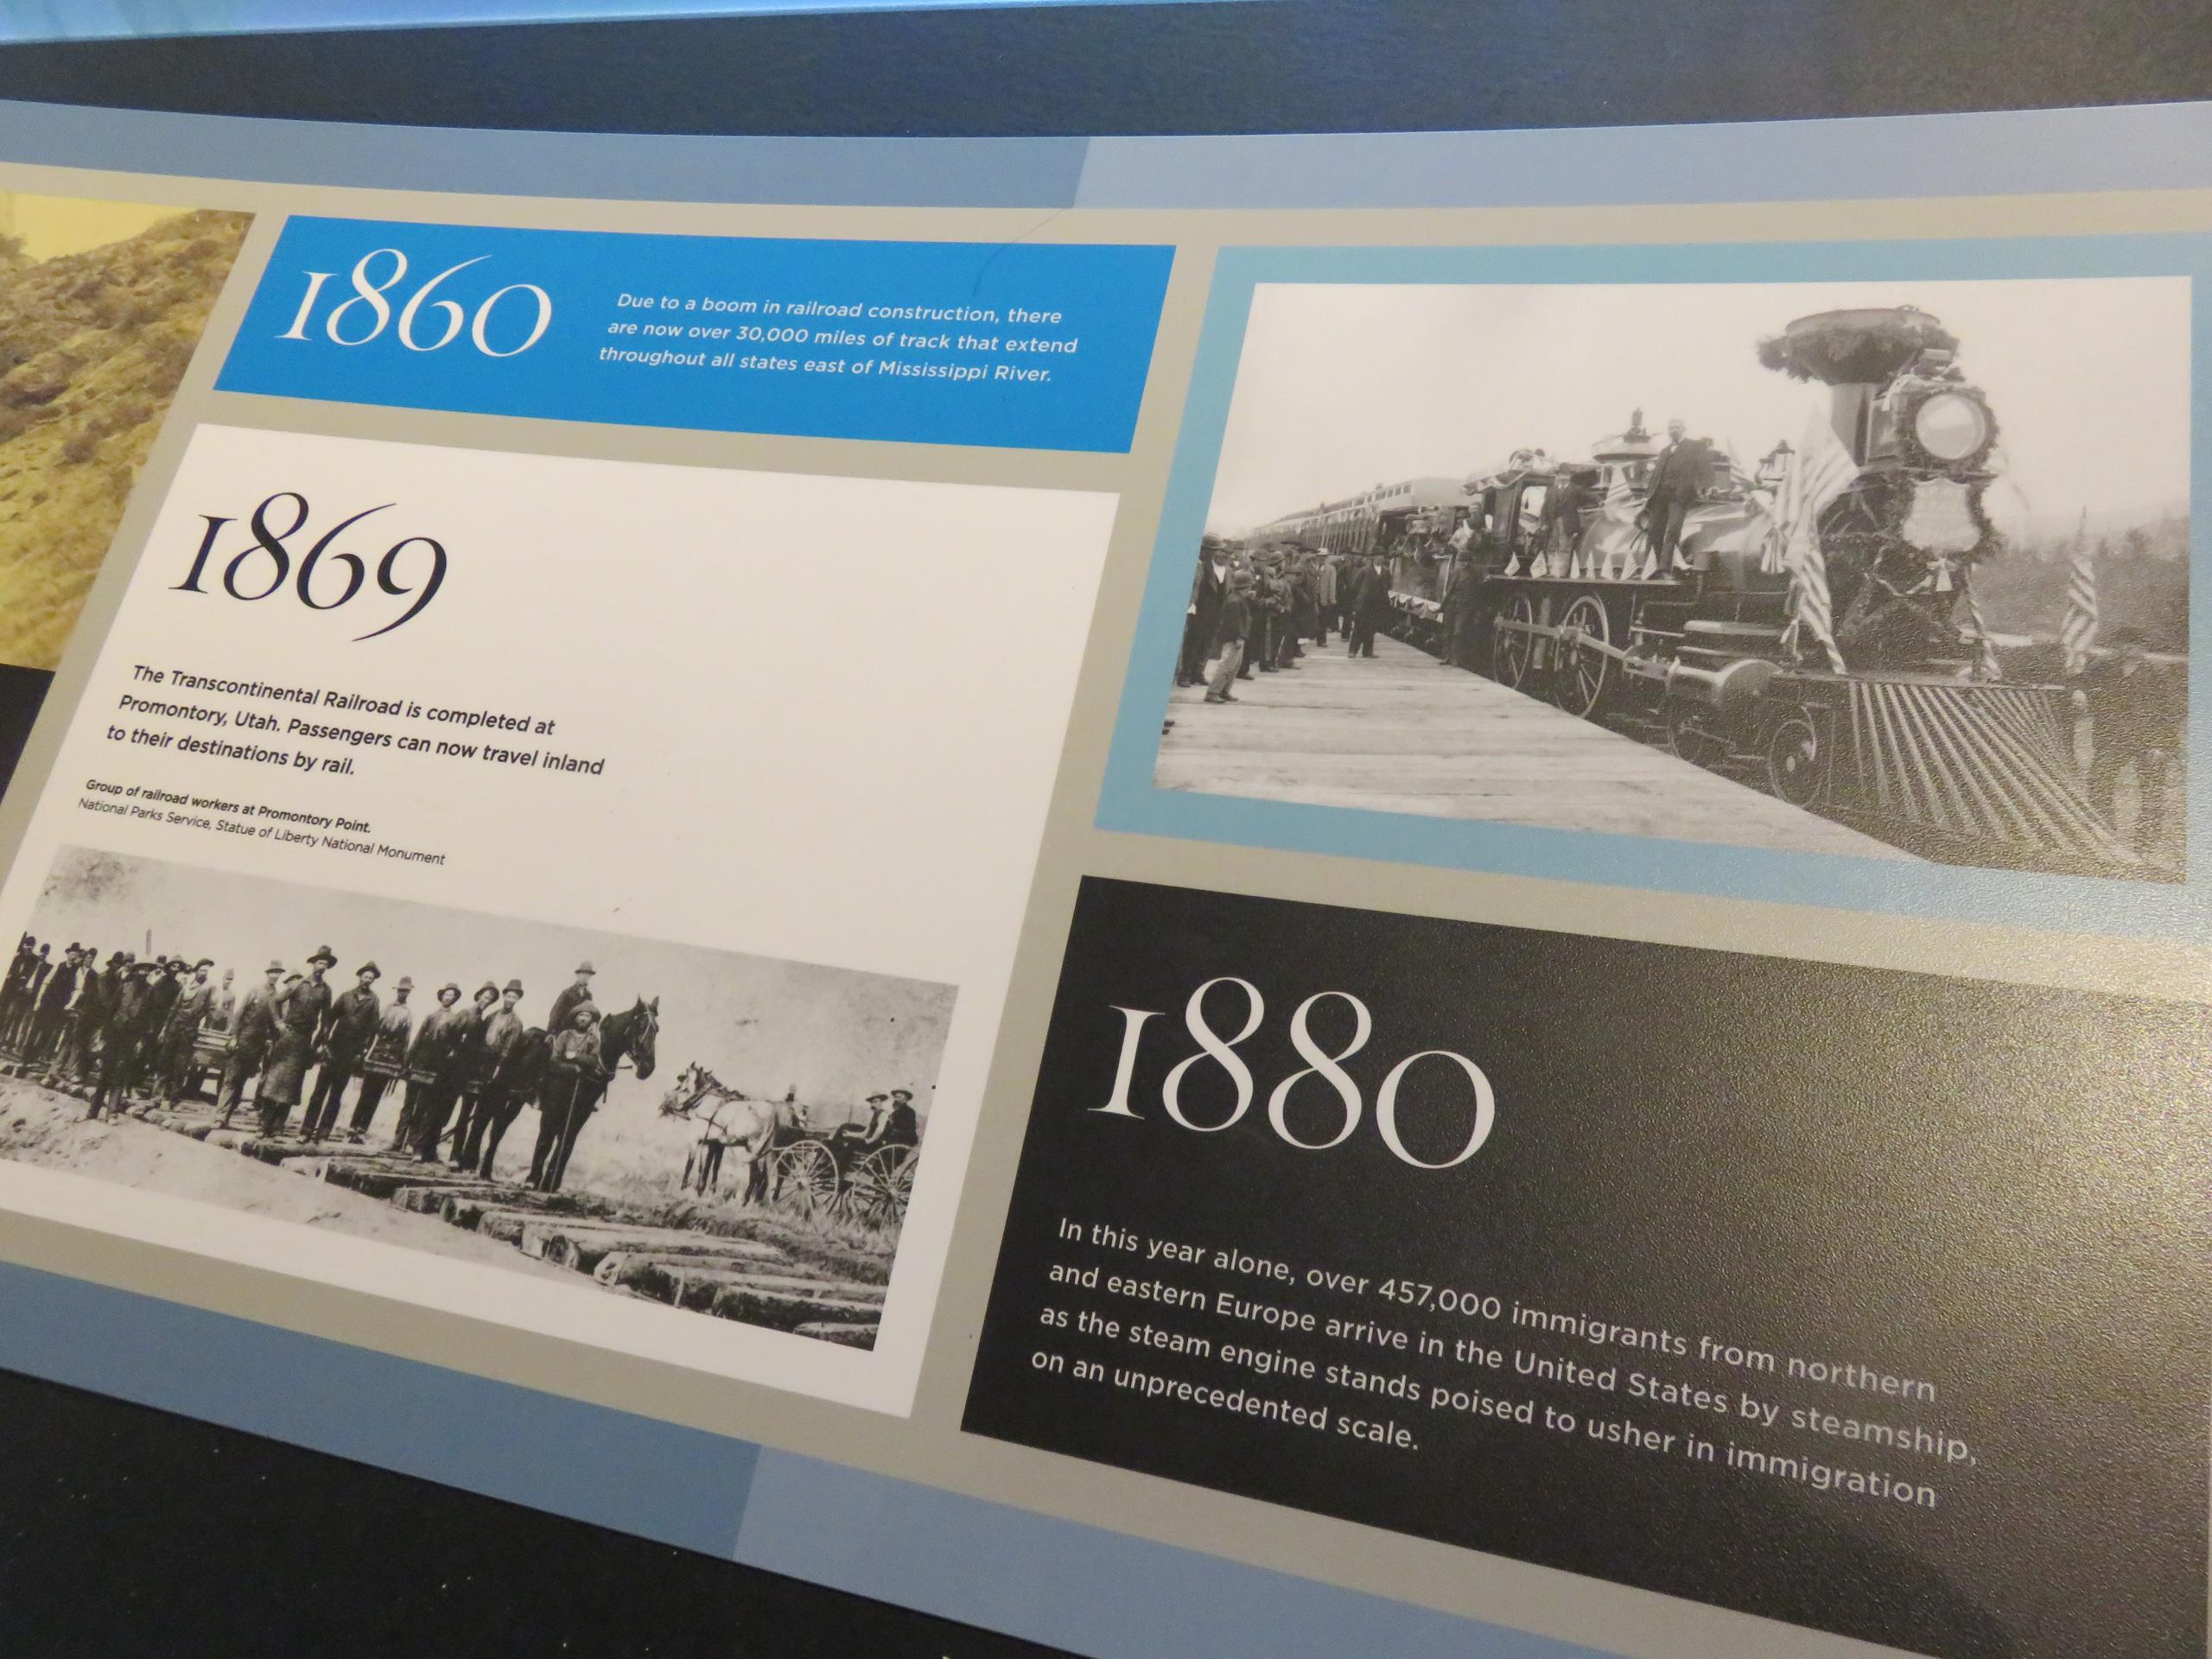 1860
Due to a boom in railroad construction, there
are now over 30,000 miles of track that extend
throughout all states east of Mississippi River.
1869
The Transcontinental Railroad is completed at
Promontory, Utah. Passengers can now travel inland
to their destinations by rail.
Group of railroad workers at Promontory Point.
National Parks Service, Statue of Liberty National Monument
1880
In this year alone, over 457,000 immigrants from northern
and eastern Europe arrive in the United States by steamship,
as the steam engine stands poised to usher in immigration
on an unprecedented scale.